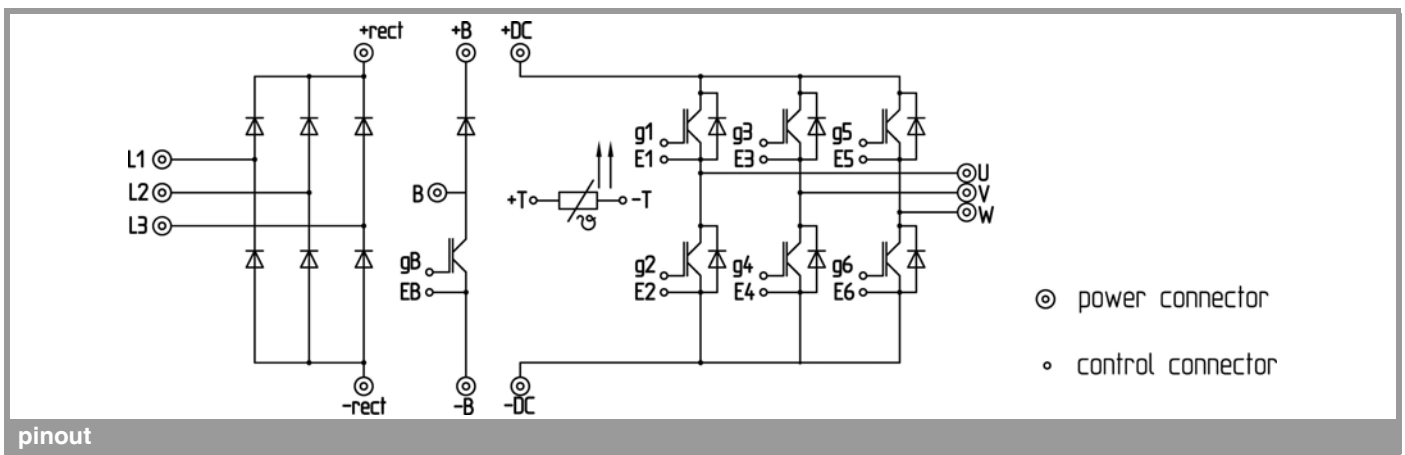 +rect +B +DC
g1 g3 g5
L1 E1 E3 E5
U
L2 B +T -T V
ϑ W
L3
gB g2 g4 g6
EB E2 E4 E6
power connector
control connector
-rect -B -DC
pinout